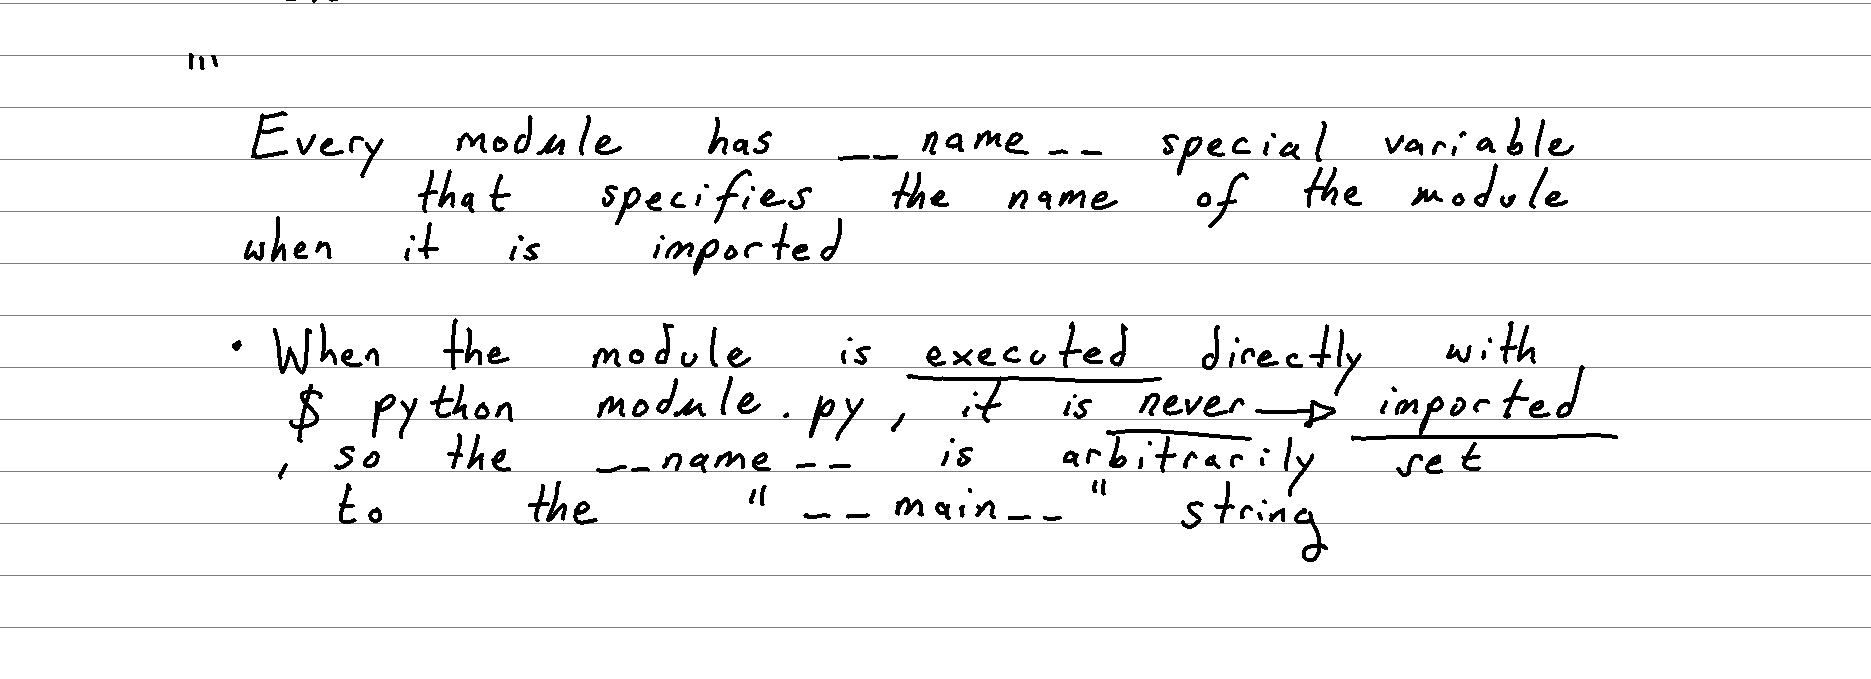 "'
Every module has __name__ special variable
that specifies the name of the module
when it is imported
• When the module is executed directly with
$ python module.py, it is never → imported
, so the __name__ is arbitrarily set
to the "__main__" string